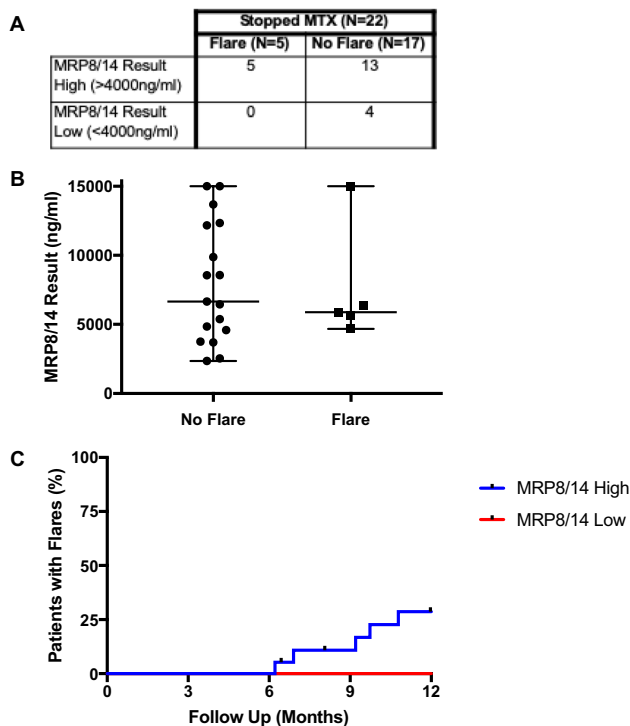 A
Stopped MTX (N=22)
Flare (N=5) No Flare (N=17)
MRP8/14 Result
High (>4000ng/ml) 5 13
MRP8/14 Result
Low (<4000ng/ml) 0 4
B
MRP8/14 Result (ng/ml)
15000
10000
5000
0
No Flare Flare
C
Patients with Flares (%)
100
75
50
25
0
0 3 6 9 12
Follow Up (Months)
MRP8/14 High
MRP8/14 Low